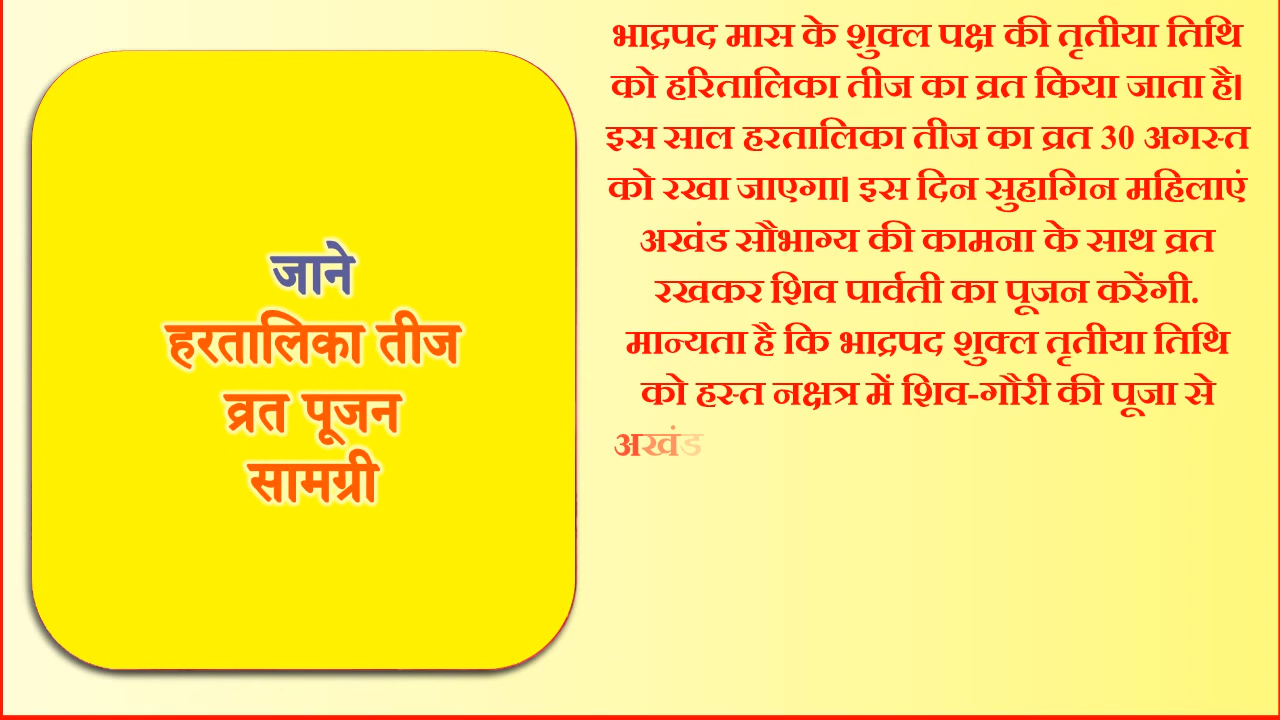 जाने
हरतालिका तीज
व्रत पूजन
सामग्री
भाद्रपद मास के शुक्ल पक्ष की तृतीया तिथि
को हरितालिका तीज का व्रत किया जाता है|
इस साल हरतालिका तीज का व्रत 30 अगस्त
को रखा जाएगा| इस दिन सुहागिन महिलाएं
अखंड सौभाग्य की कामना के साथ व्रत
रखकर शिव पार्वती का पूजन करेंगी.
मान्यता है कि भाद्रपद शुक्ल तृतीया तिथि
को हस्त नक्षत्र में शिव-गौरी की पूजा से
अखंड